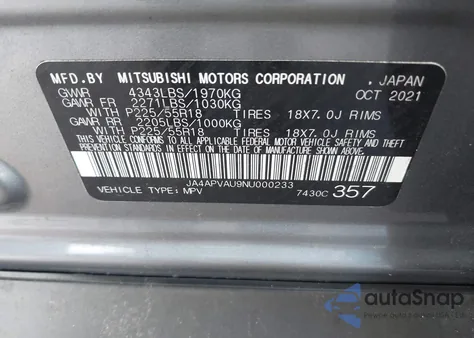 MFD.BY MITSUBISHI MOTORS CORPORATION . JAPAN
GVWR 4343LBS/1970KG OCT 2021
GAWR FR 2271LBS/1030KG
WITH P225/55R18 TIRES 18X7.0J RIMS
GAWR RR 2205LBS/1000KG
WITH P225/55R18 TIRES 18X7.0J RIMS
THIS VEHICLE CONFORMS TO ALL APPLICABLE FEDERAL MOTOR VEHICLE SAFETY
STANDARDS IN EFFECT ON THE DATE OF MANUFACTURE SHOWN ABOVE.
JA4APVAU9NU000233
VEHICLE TYPE: MPV 7430C 357
autoSnap